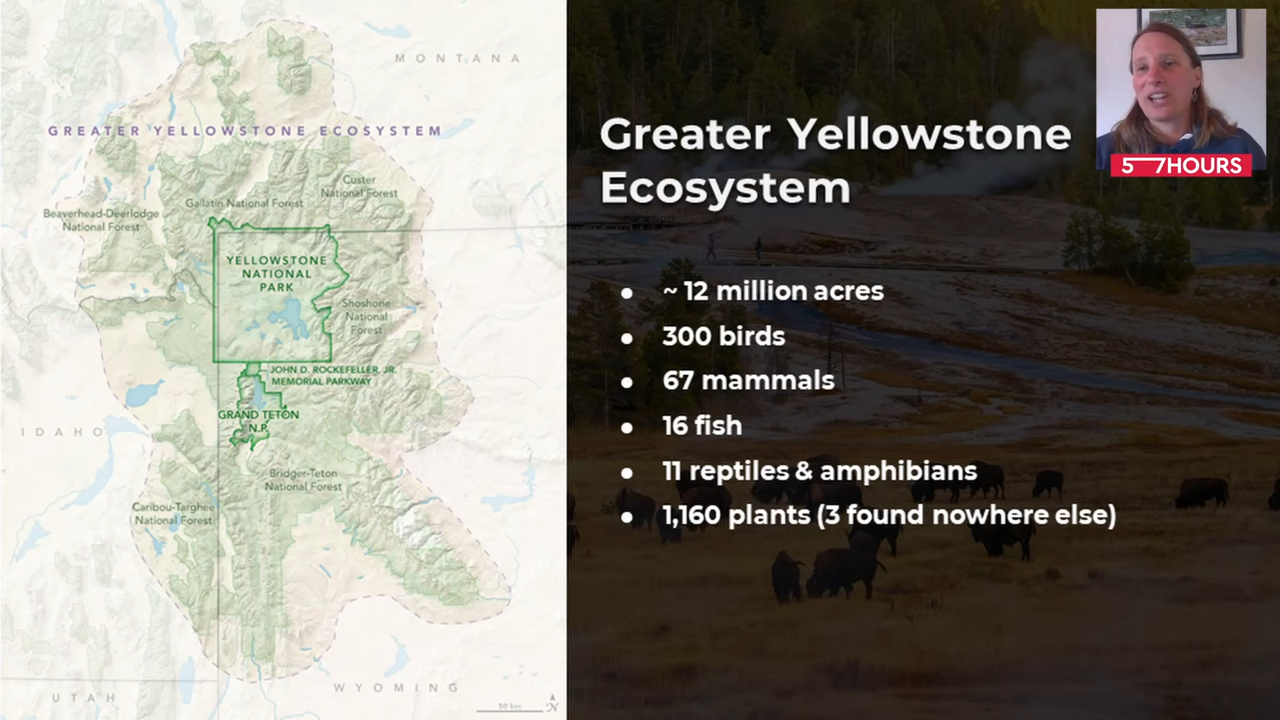 MONTANA
GREATER YELLOWSTONE ECOSYSTEM
Custer
National Forest
Gallatin National Forest
Beaverhead-Deerlodge
National Forest
YELLOWSTONE
NATIONAL
PARK
Shoshone
National
Forest
JOHN D. ROCKEFELLER, JR.
MEMORIAL PARKWAY
GRAND TETON
N.P.
IDAHO
Bridger-Teton
National Forest
Caribou-Targhee
National Forest
WYOMING
UTAH
50 km
N
Greater Yellowstone
Ecosystem
• ~ 12 million acres
• 300 birds
• 67 mammals
• 16 fish
• 11 reptiles & amphibians
• 1,160 plants (3 found nowhere else)
57HOURS